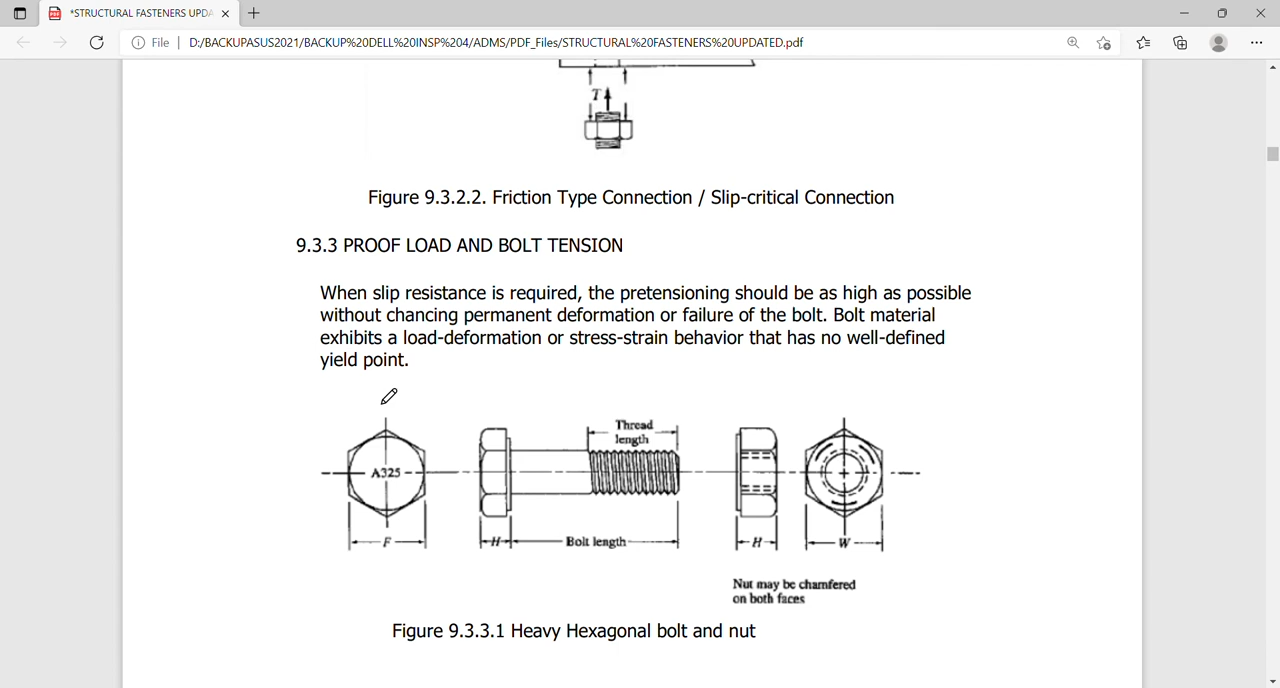 *STRUCTURAL FASTENERS UPDA
File | D:/BACKUPASUS2021/BACKUP%20DELL%20INSP%204/ADMS/PDF_Files/STRUCTURAL%20FASTENERS%20UPDATED.pdf
T
Figure 9.3.2.2. Friction Type Connection / Slip-critical Connection
9.3.3 PROOF LOAD AND BOLT TENSION
When slip resistance is required, the pretensioning should be as high as possible
without chancing permanent deformation or failure of the bolt. Bolt material
exhibits a load-deformation or stress-strain behavior that has no well-defined
yield point.
Thread
length
A325
F
H
Bolt length
H
W
Nut may be chamfered
on both faces
Figure 9.3.3.1 Heavy Hexagonal bolt and nut